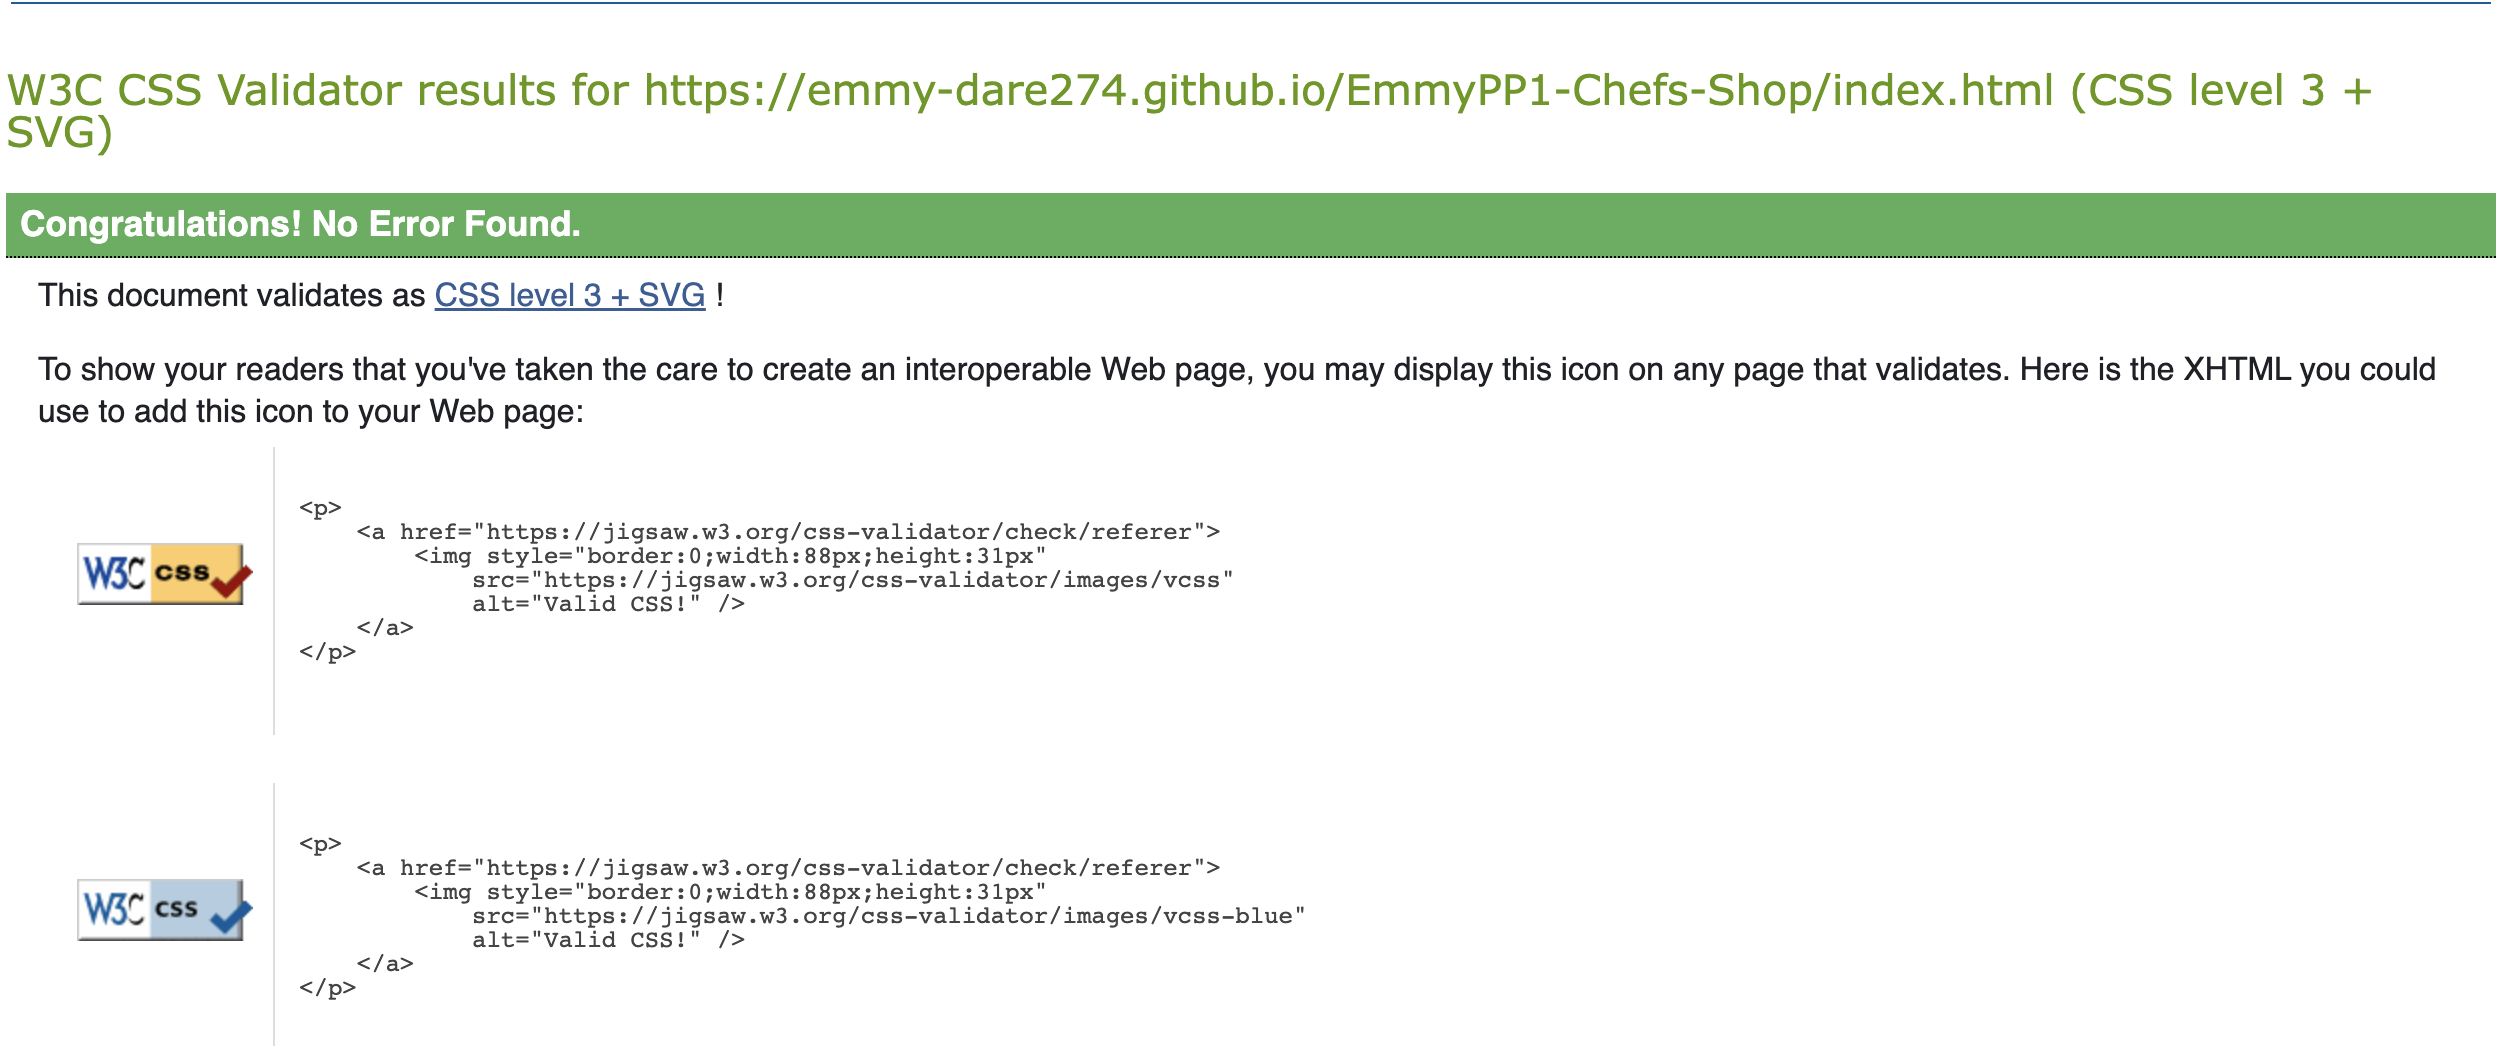 W3C CSS Validator results for https://emmy-dare274.github.io/EmmyPP1-Chefs-Shop/index.html (CSS level 3 +
SVG)
Congratulations! No Error Found.
This document validates as CSS level 3 + SVG !
To show your readers that you've taken the care to create an interoperable Web page, you may display this icon on any page that validates. Here is the XHTML you could
use to add this icon to your Web page:
W3C css
<p>
    <a href="https://jigsaw.w3.org/css-validator/check/referer">
        <img style="border:0;width:88px;height:31px"
            src="https://jigsaw.w3.org/css-validator/images/vcss"
            alt="Valid CSS!" />
    </a>
</p>
W3C css
<p>
    <a href="https://jigsaw.w3.org/css-validator/check/referer">
        <img style="border:0;width:88px;height:31px"
            src="https://jigsaw.w3.org/css-validator/images/vcss-blue"
            alt="Valid CSS!" />
    </a>
</p>